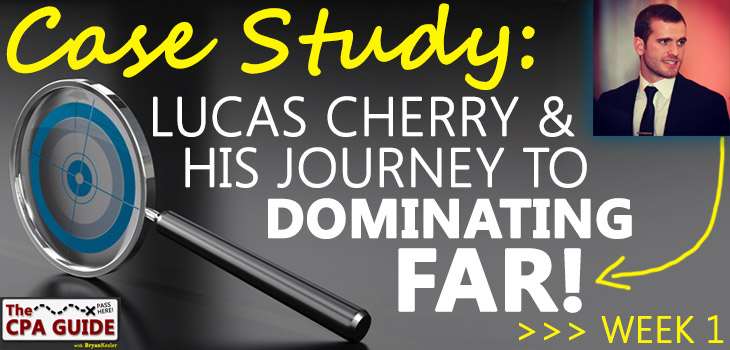 Case Study:
LUCAS CHERRY &
HIS JOURNEY TO
DOMINATING
FAR!
>>> WEEK 1
The
PASS
HERE!
CPA GUIDE
with BryanKesler